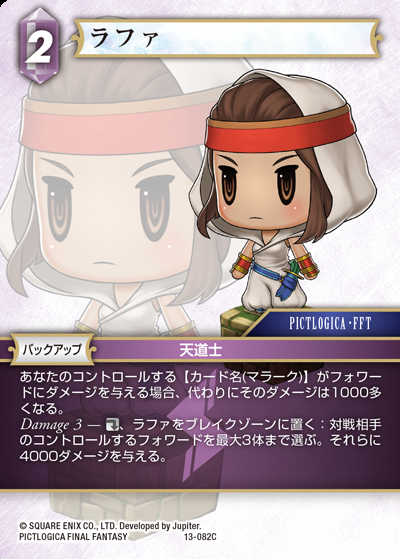 2
ラファ
PICTLOGICA・FFT
バックアップ
天道士
あなたのコントロールする【カード名(マラーク)】がフォワー
ドにダメージを与える場合、代わりにそのダメージは1000多
くなる。
Damage 3 — 、ラファをブレイクゾーンに置く：対戦相手
のコントロールするフォワードを最大3体まで選ぶ。それらに
4000ダメージを与える。
© SQUARE ENIX CO., LTD. Developed by Jupiter.
PICTLOGICA FINAL FANTASY 13-082C